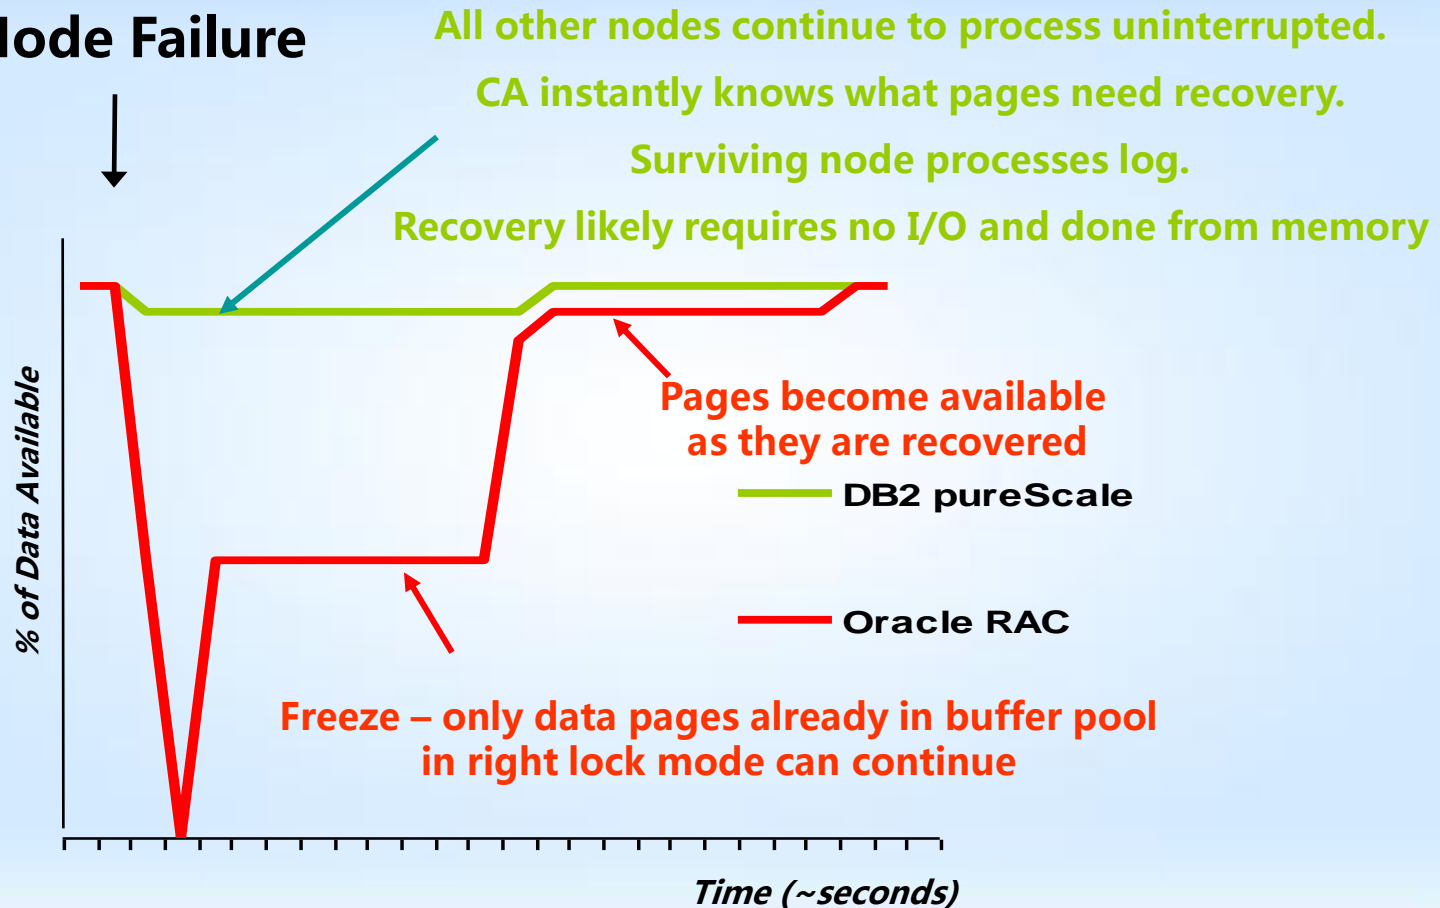 ode Failure
All other nodes continue to process uninterrupted.
CA instantly knows what pages need recovery.
Surviving node processes log.
Recovery likely requires no I/O and done from memory
% of Data Available
Pages become available
as they are recovered
DB2 pureScale
Oracle RAC
Freeze – only data pages already in buffer pool
in right lock mode can continue
Time (~seconds)